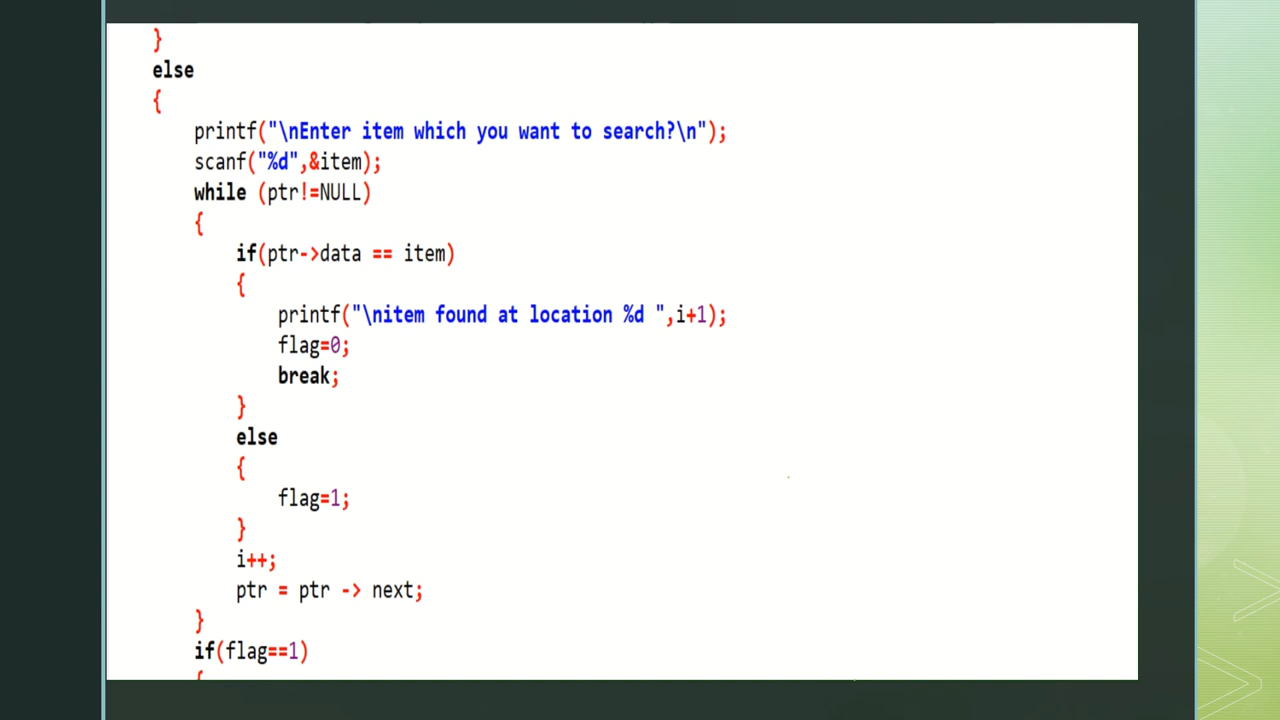 }
else
{
printf("\nEnter item which you want to search?\n");
scanf("%d",&item);
while (ptr!=NULL)
{
if(ptr->data == item)
{
printf("\nitem found at location %d ",i+1);
flag=0;
break;
}
else
{
flag=1;
}
i++;
ptr = ptr -> next;
}
if(flag==1)
{